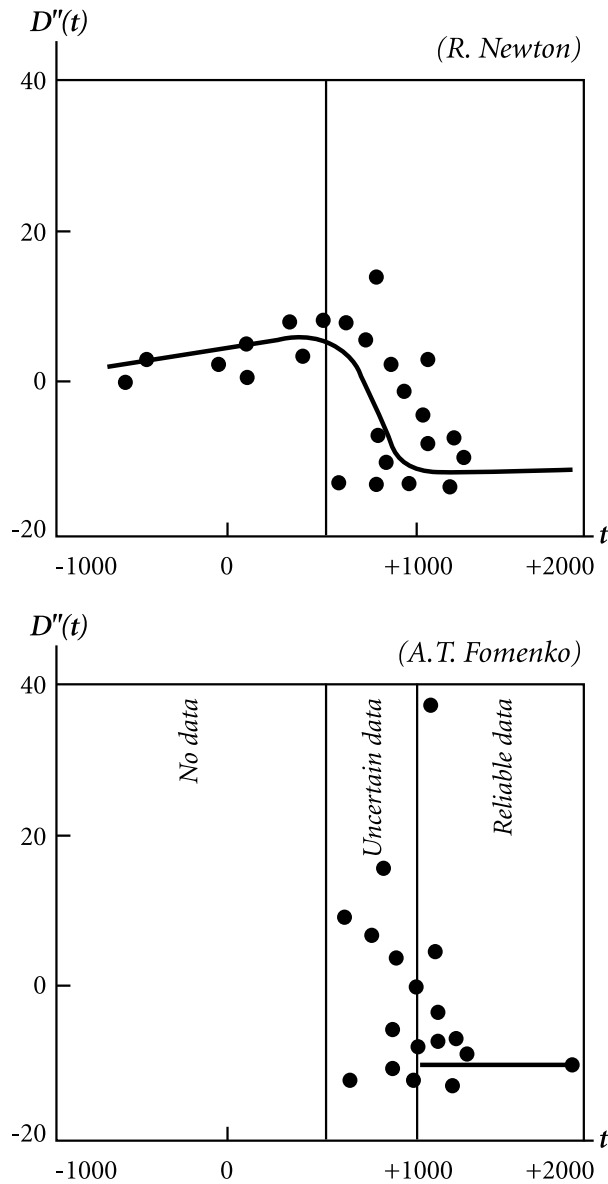 D"(t)
(R. Newton)
40
20
0
-20
t
-1000 0 +1000 +2000
D"(t)
(A.T. Fomenko)
40
No data
Uncertain data
Reliable data
20
0
-20
t
-1000 0 +1000 +2000